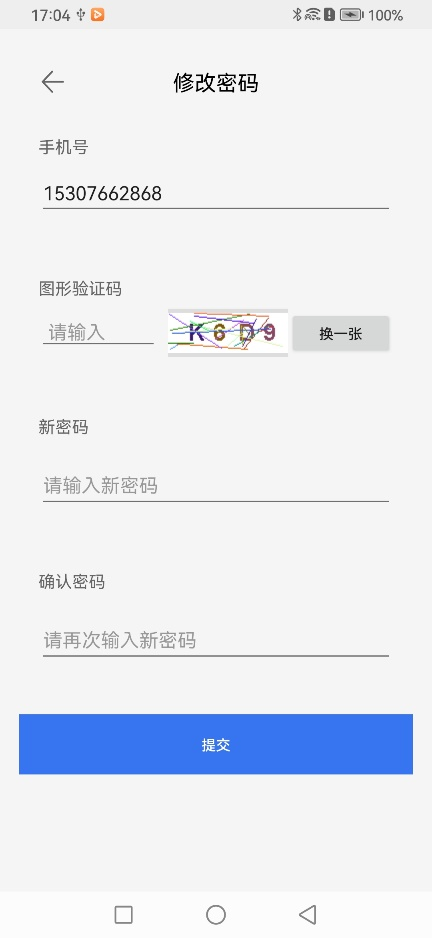 17:04 100%
修改密码
手机号
15307662868
图形验证码
请输入 K6D9 换一张
新密码
请输入新密码
确认密码
请再次输入新密码
提交